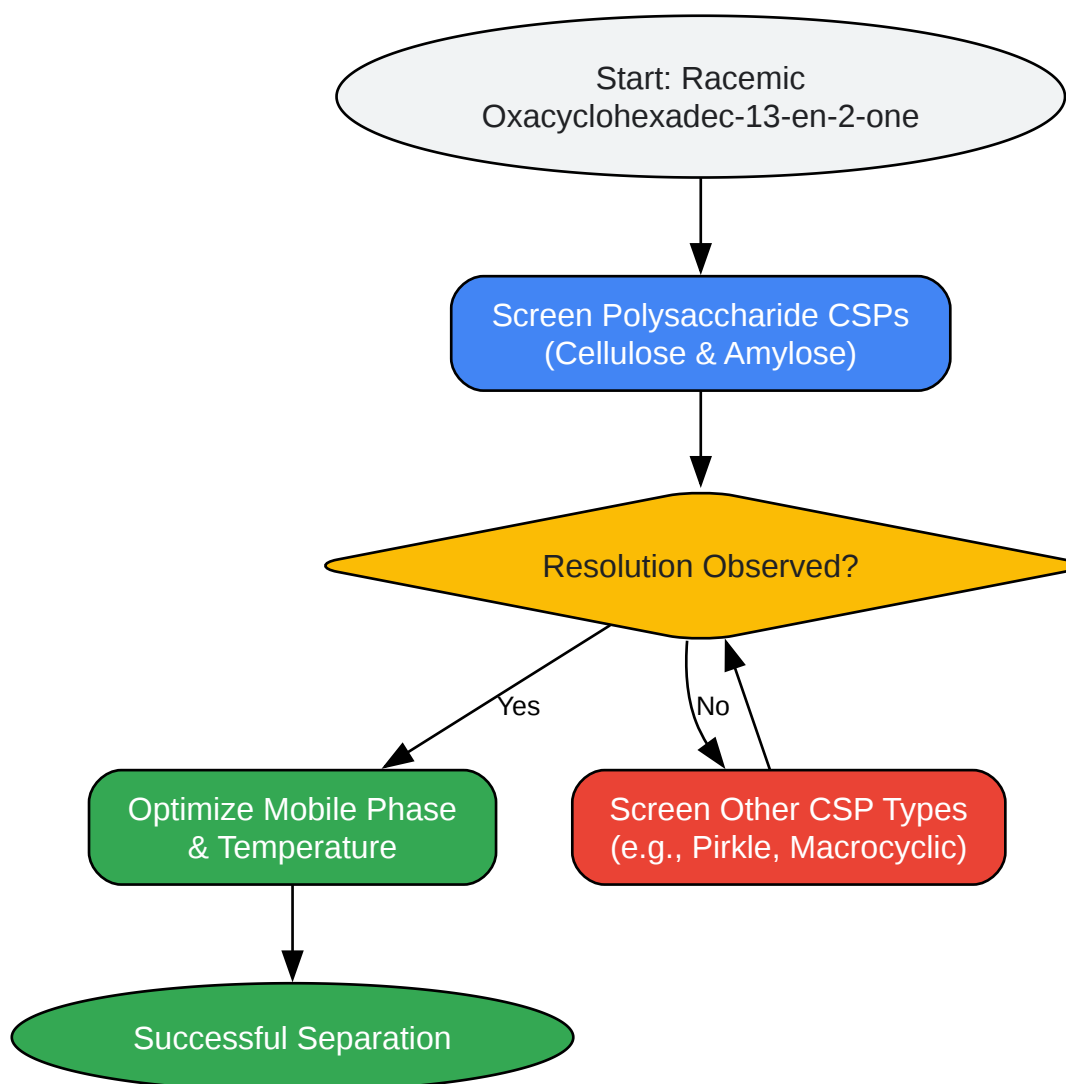 Start: Racemic
Oxacyclohexadec-13-en-2-one
Screen Polysaccharide CSPs
(Cellulose & Amylose)
Resolution Observed?
Yes
No
Optimize Mobile Phase
& Temperature
Screen Other CSP Types
(e.g., Pirkle, Macrocyclic)
Successful Separation